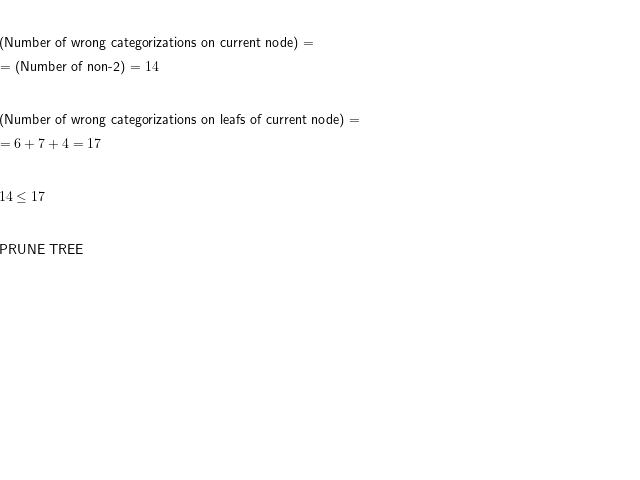 (Number of wrong categorizations on current node) =
= (Number of non-2) = 14
(Number of wrong categorizations on leafs of current node) =
= 6 + 7 + 4 = 17
14 ≤ 17
PRUNE TREE